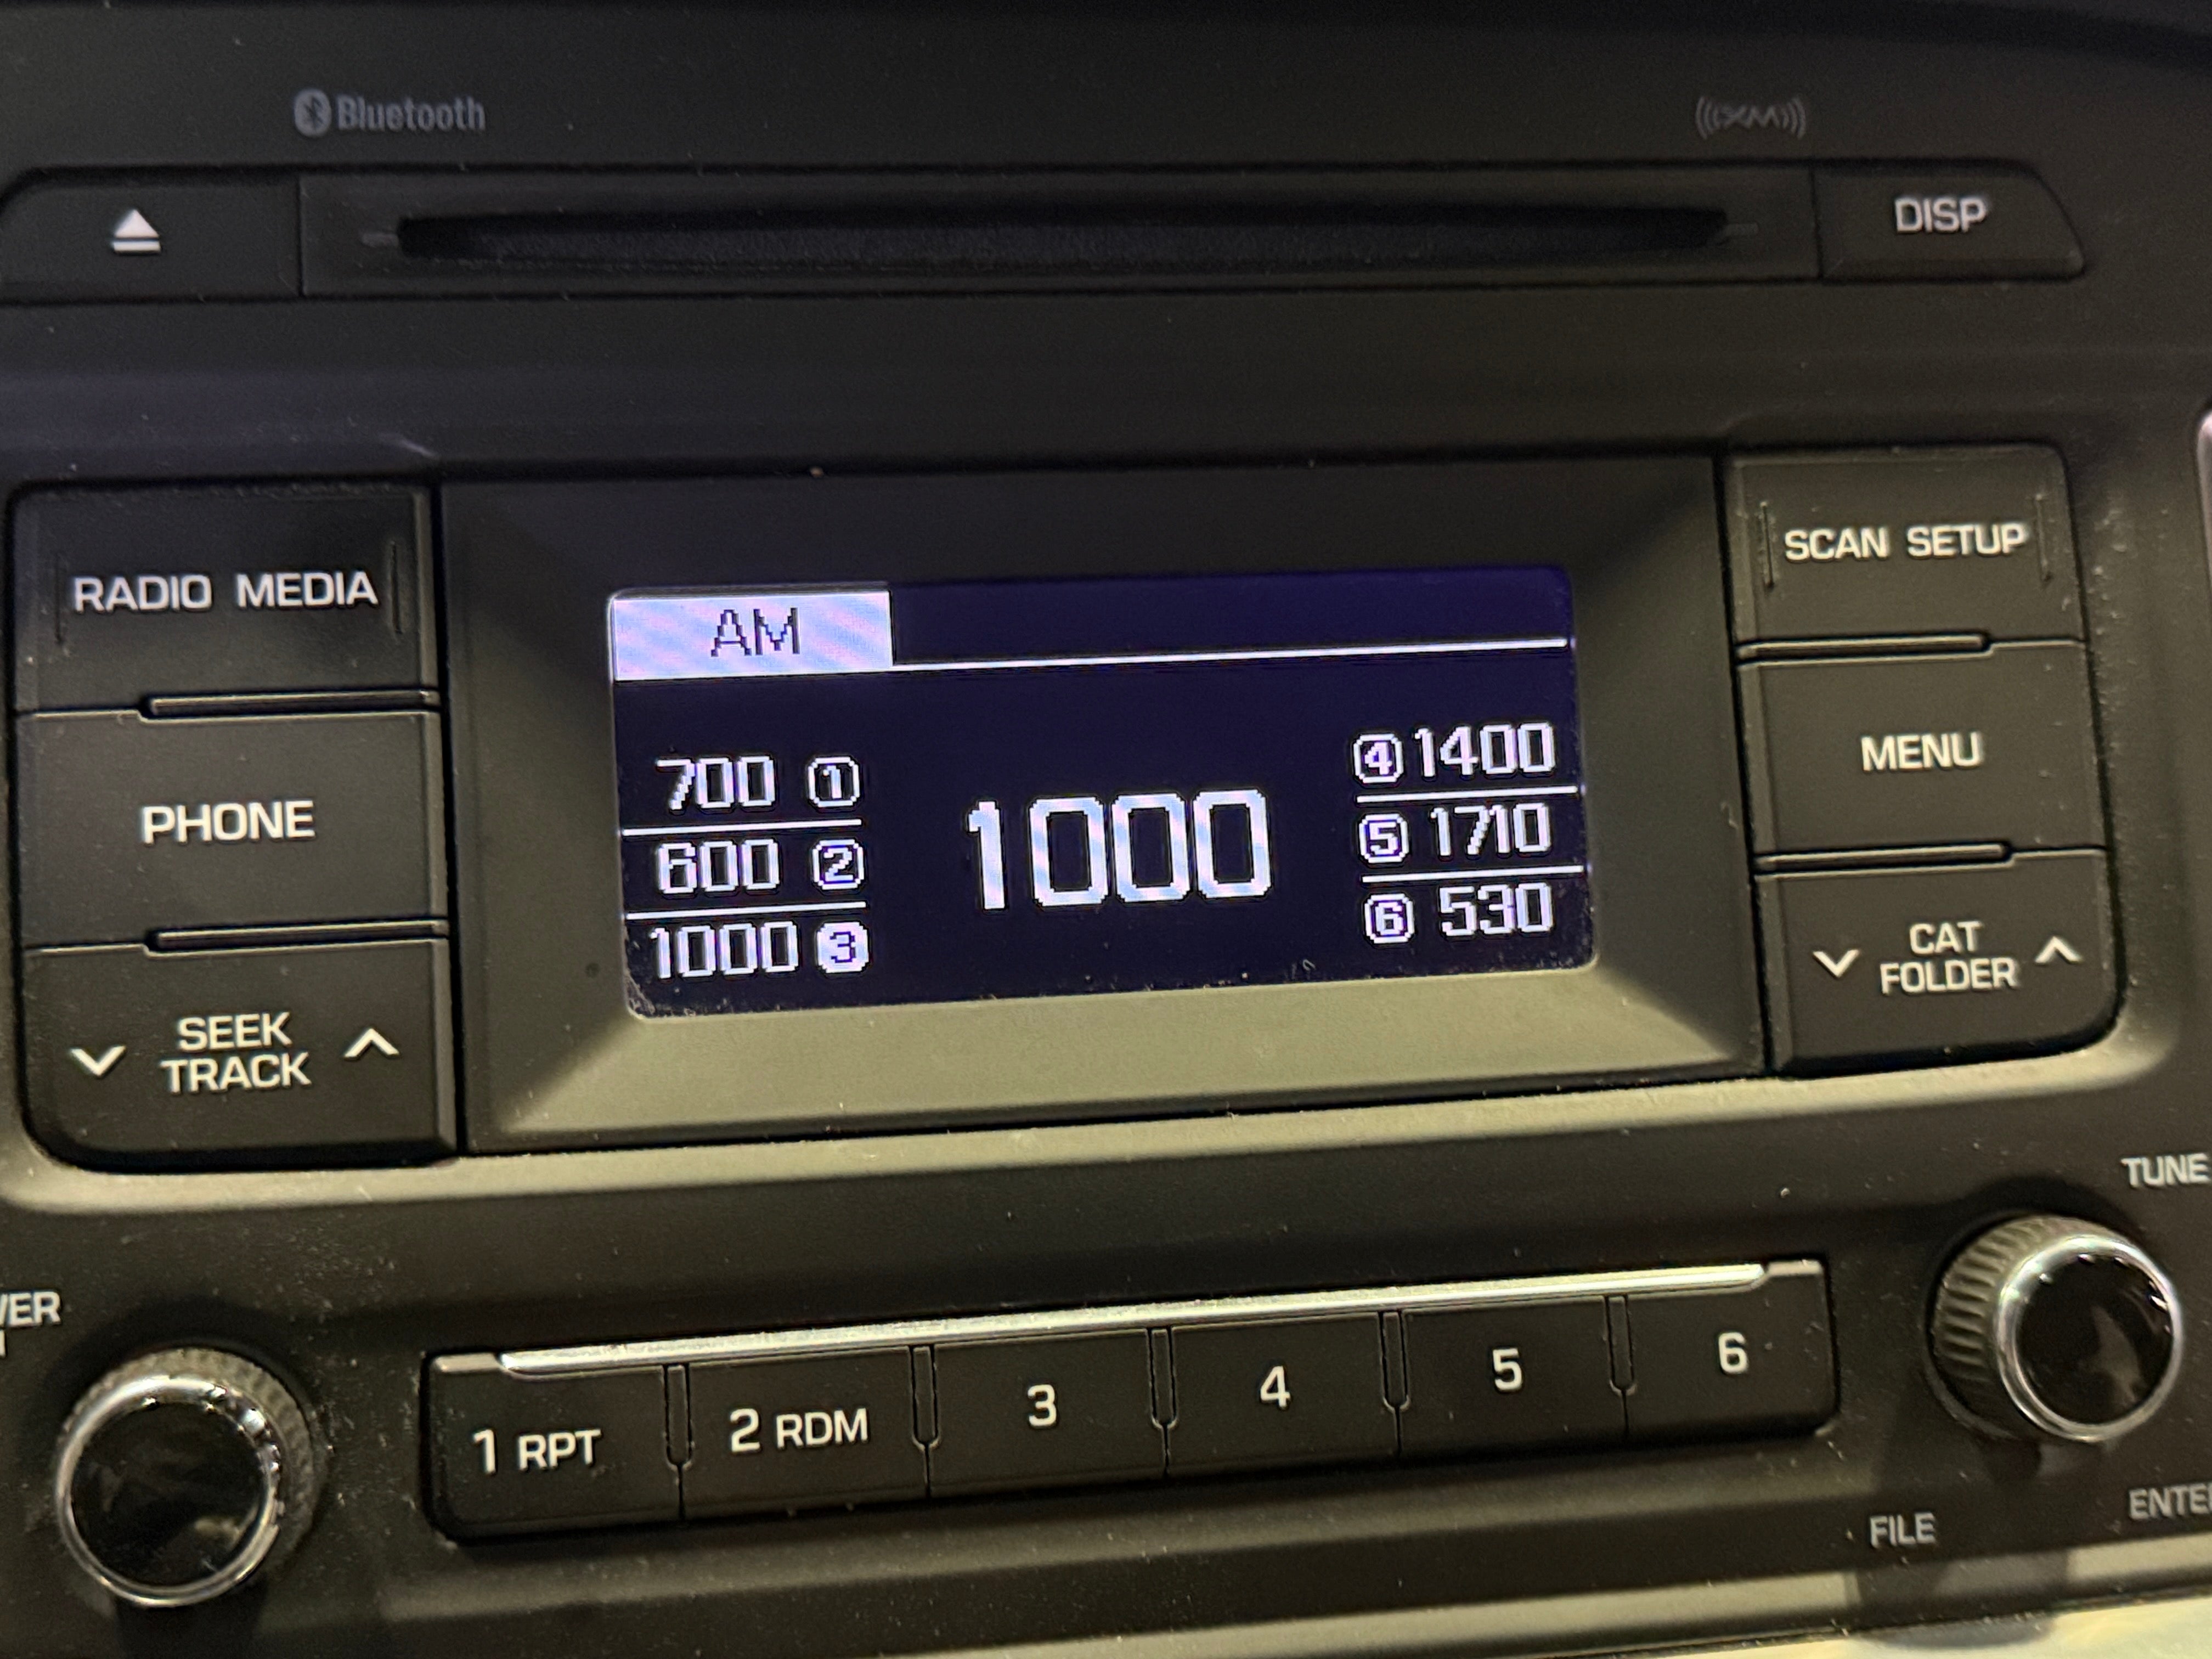 Bluetooth
XM
DISP
RADIO MEDIA
SCAN SETUP
AM
PHONE
MENU
700 1
600 2
1000 3
1000
4 1400
5 1710
6 530
SEEK
TRACK
CAT
FOLDER
TUNE
1 RPT
2 RDM
3
4
5
6
FILE